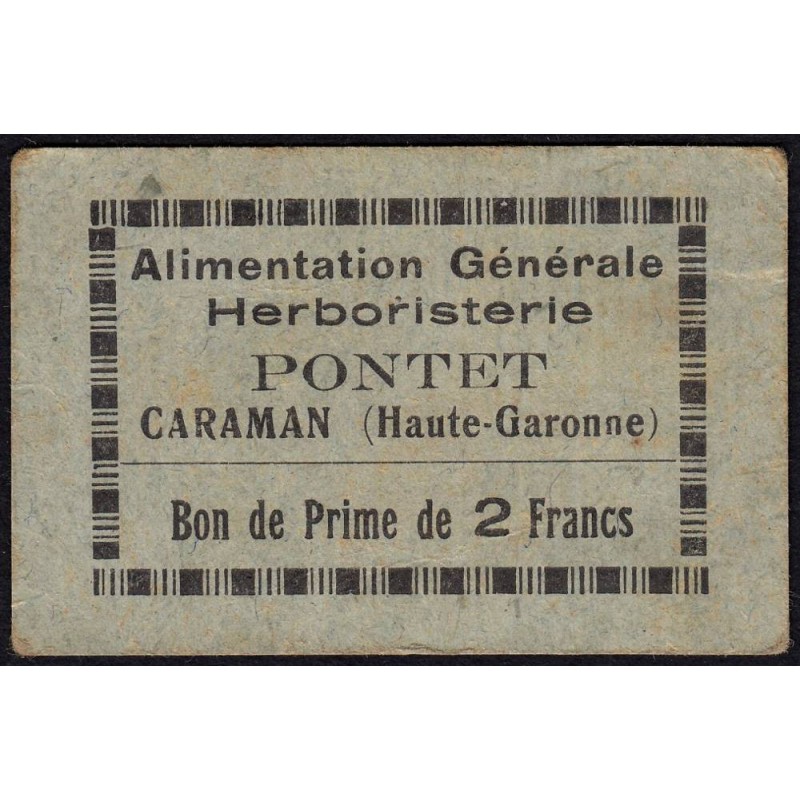 Alimentation Générale
Herboristerie
PONTET
CARAMAN (Haute-Garonne)
Bon de Prime de 2 Francs